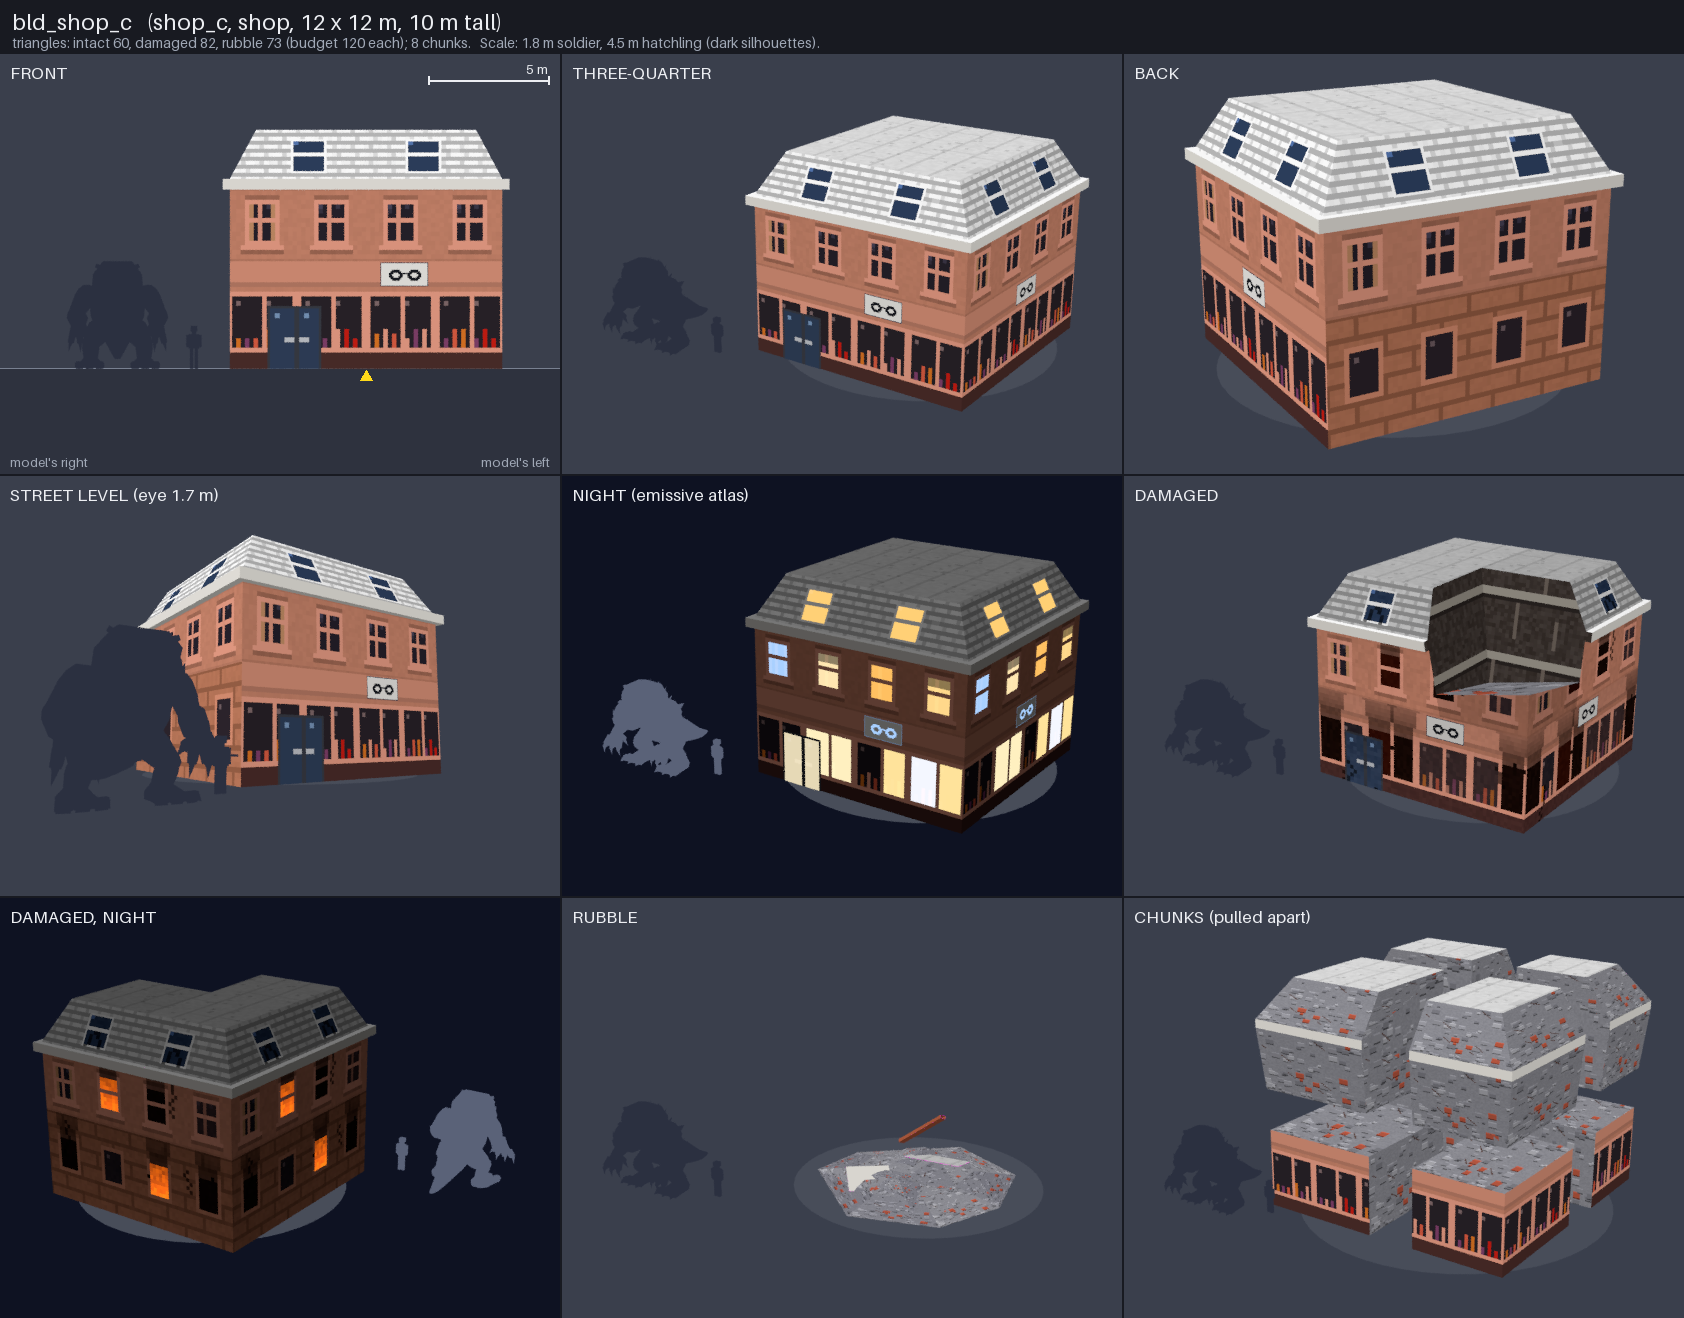 bld_shop_c (shop_c, shop, 12 x 12 m, 10 m tall)
triangles: intact 60, damaged 82, rubble 73 (budget 120 each); 8 chunks. Scale: 1.8 m soldier, 4.5 m hatchling (dark silhouettes).
FRONT
5 m
model's right
model's left
THREE-QUARTER
BACK
STREET LEVEL (eye 1.7 m)
NIGHT (emissive atlas)
DAMAGED
DAMAGED, NIGHT
RUBBLE
CHUNKS (pulled apart)